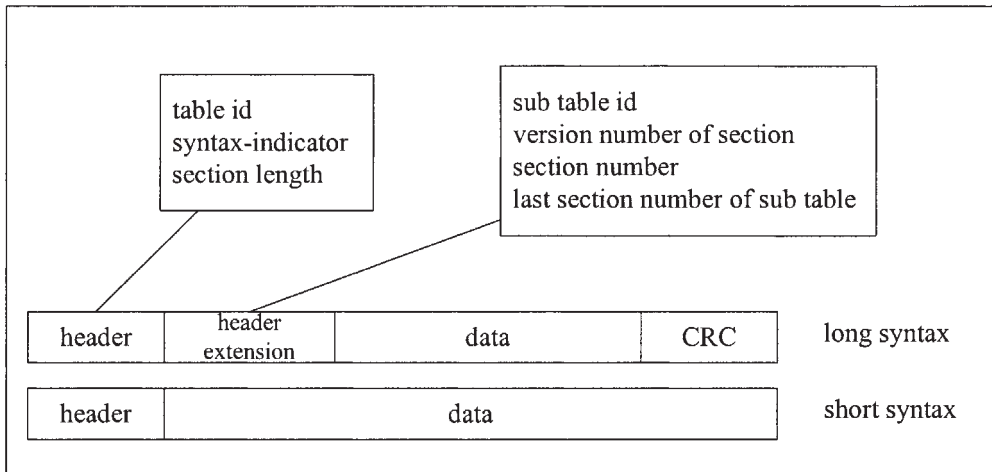 table id
syntax-indicator
section length
sub table id
version number of section
section number
last section number of sub table
header
header
extension
data
CRC
long syntax
header
data
short syntax